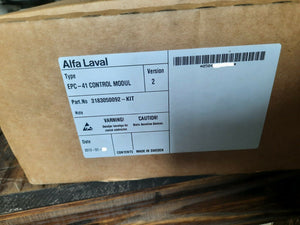 Alfa Laval
Type
EPC-41 CONTROL MODUL
Version
2
Part.No
3183050092-KIT
Note
WARNING!
CAUTION!
Date
CONTENTS
MADE IN SWEDEN